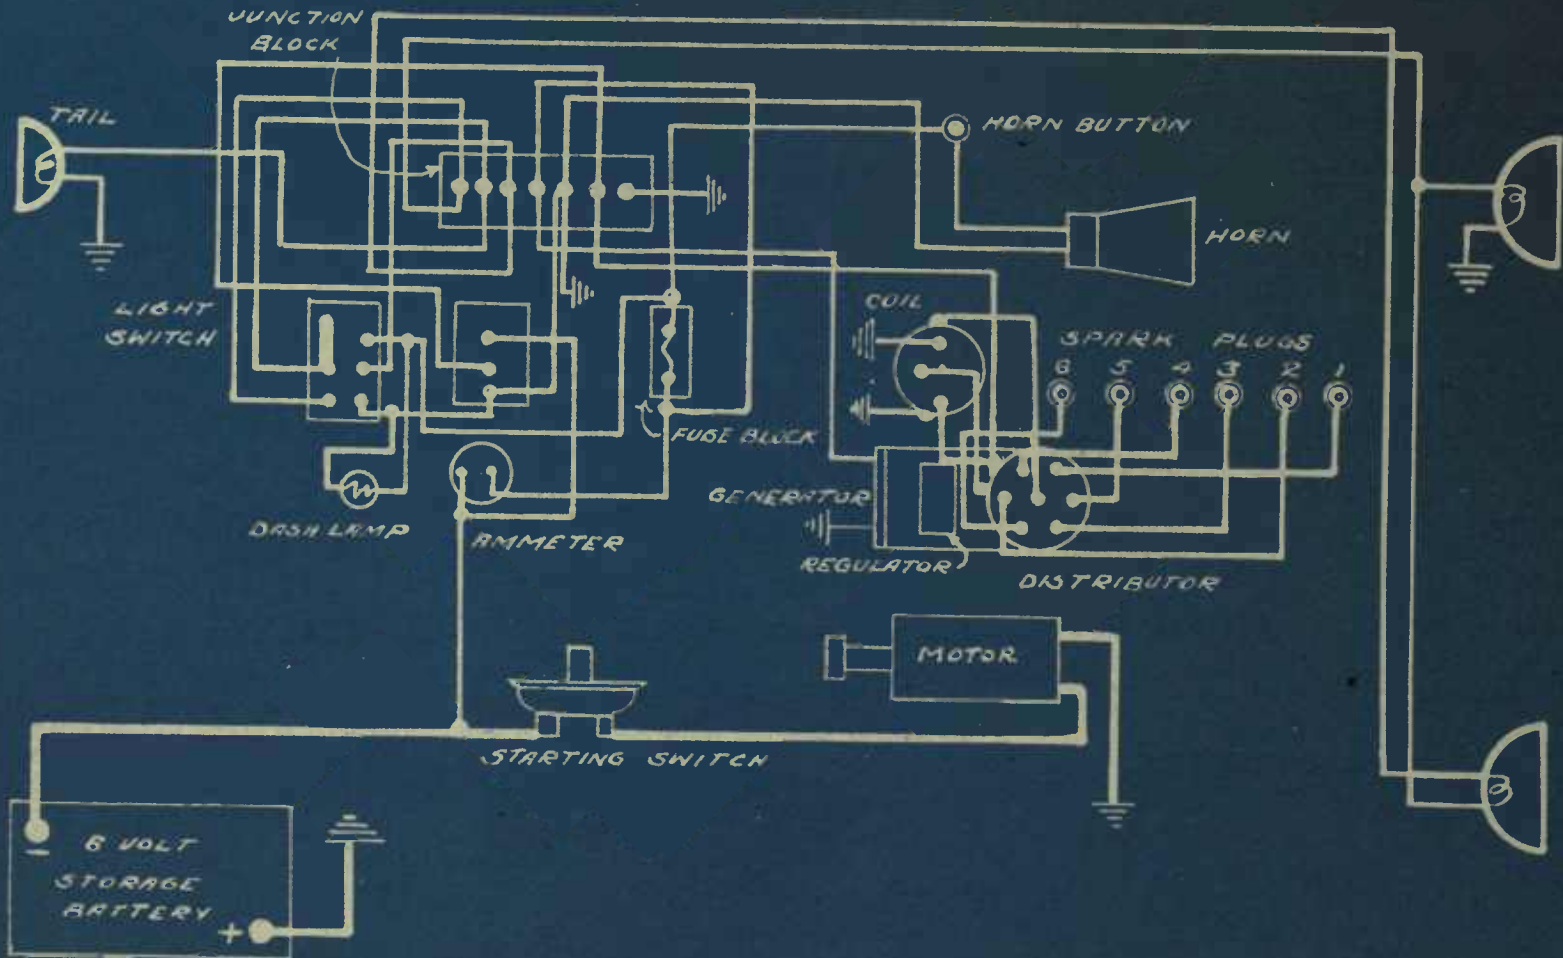 JUNCTION
BLOCK
TAIL
HORN BUTTON
HORN
LIGHT
SWITCH
COIL
SPARK PLUGS
6 5 4 3 2 1
FUSE BLOCK
GENERATOR
DASH LAMP
AMMETER
REGULATOR
DISTRIBUTOR
MOTOR
STARTING SWITCH
-
6 VOLT
STORAGE
BATTERY
+